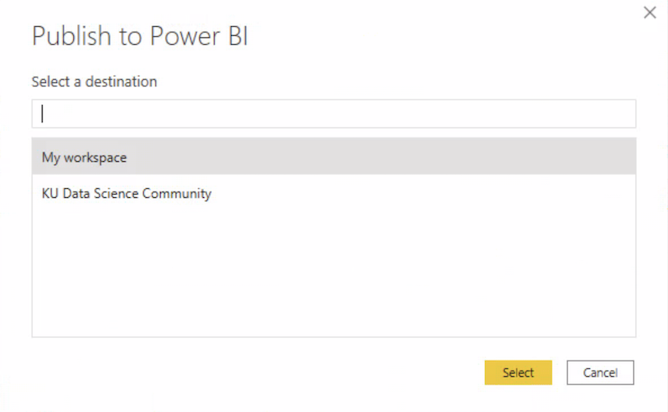 Publish to Power BI
Select a destination
My workspace
KU Data Science Community
Select
Cancel